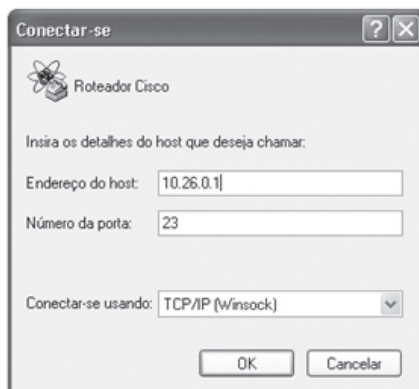 Conectar-se
Roteador Cisco
Insira os detalhes do host que deseja chamar:
Endereço do host: 10.26.0.1
Número da porta: 23
Conectar-se usando: TCP/IP (Winsock)
OK Cancelar